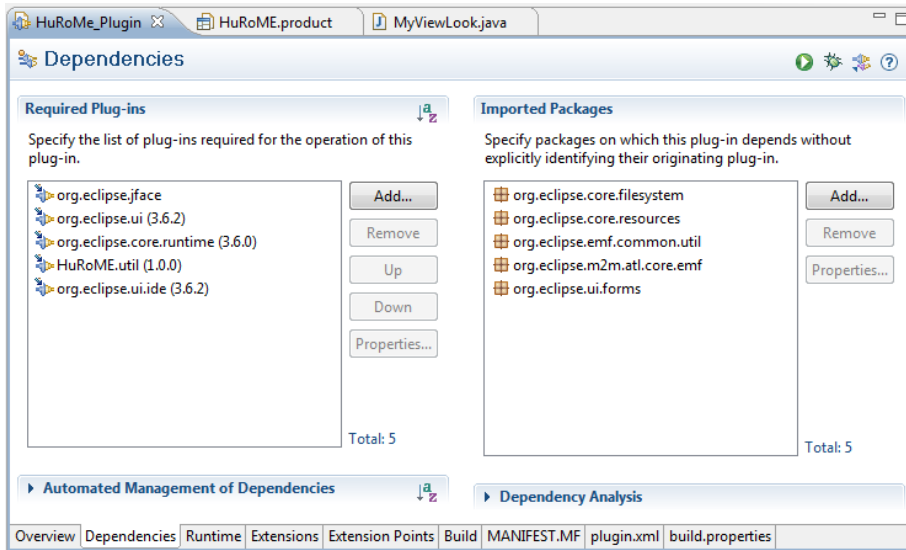 HuRoMe_Plugin
HuRoME.product
MyViewLook.java
Dependencies
Required Plug-ins
Specify the list of plug-ins required for the operation of this
plug-in.
org.eclipse.jface
org.eclipse.ui (3.6.2)
org.eclipse.core.runtime (3.6.0)
HuRoME.util (1.0.0)
org.eclipse.ui.ide (3.6.2)
Add...
Remove
Up
Down
Properties...
Total: 5
Imported Packages
Specify packages on which this plug-in depends without
explicitly identifying their originating plug-in.
org.eclipse.core.filesystem
org.eclipse.core.resources
org.eclipse.emf.common.util
org.eclipse.m2m.atl.core.emf
org.eclipse.ui.forms
Add...
Remove
Properties...
Total: 5
Automated Management of Dependencies
Dependency Analysis
Overview Dependencies Runtime Extensions Extension Points Build MANIFEST.MF plugin.xml build.properties